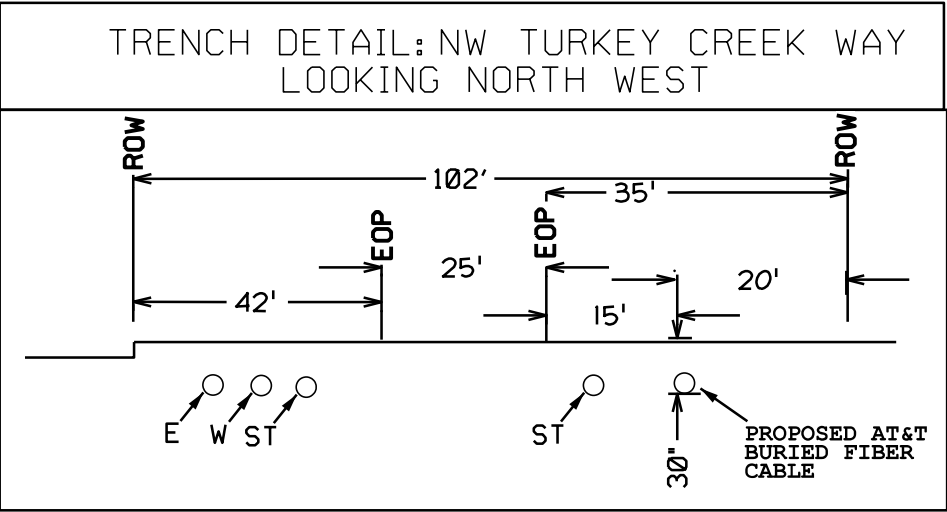 TRENCH DETAIL: NW TURKEY CREEK WAY
LOOKING NORTH WEST
ROW
ROW
102'
35'
EOP
EOP
25'
20'
42'
15'
E
W
ST
ST
30"
PROPOSED AT&T
BURIED FIBER
CABLE